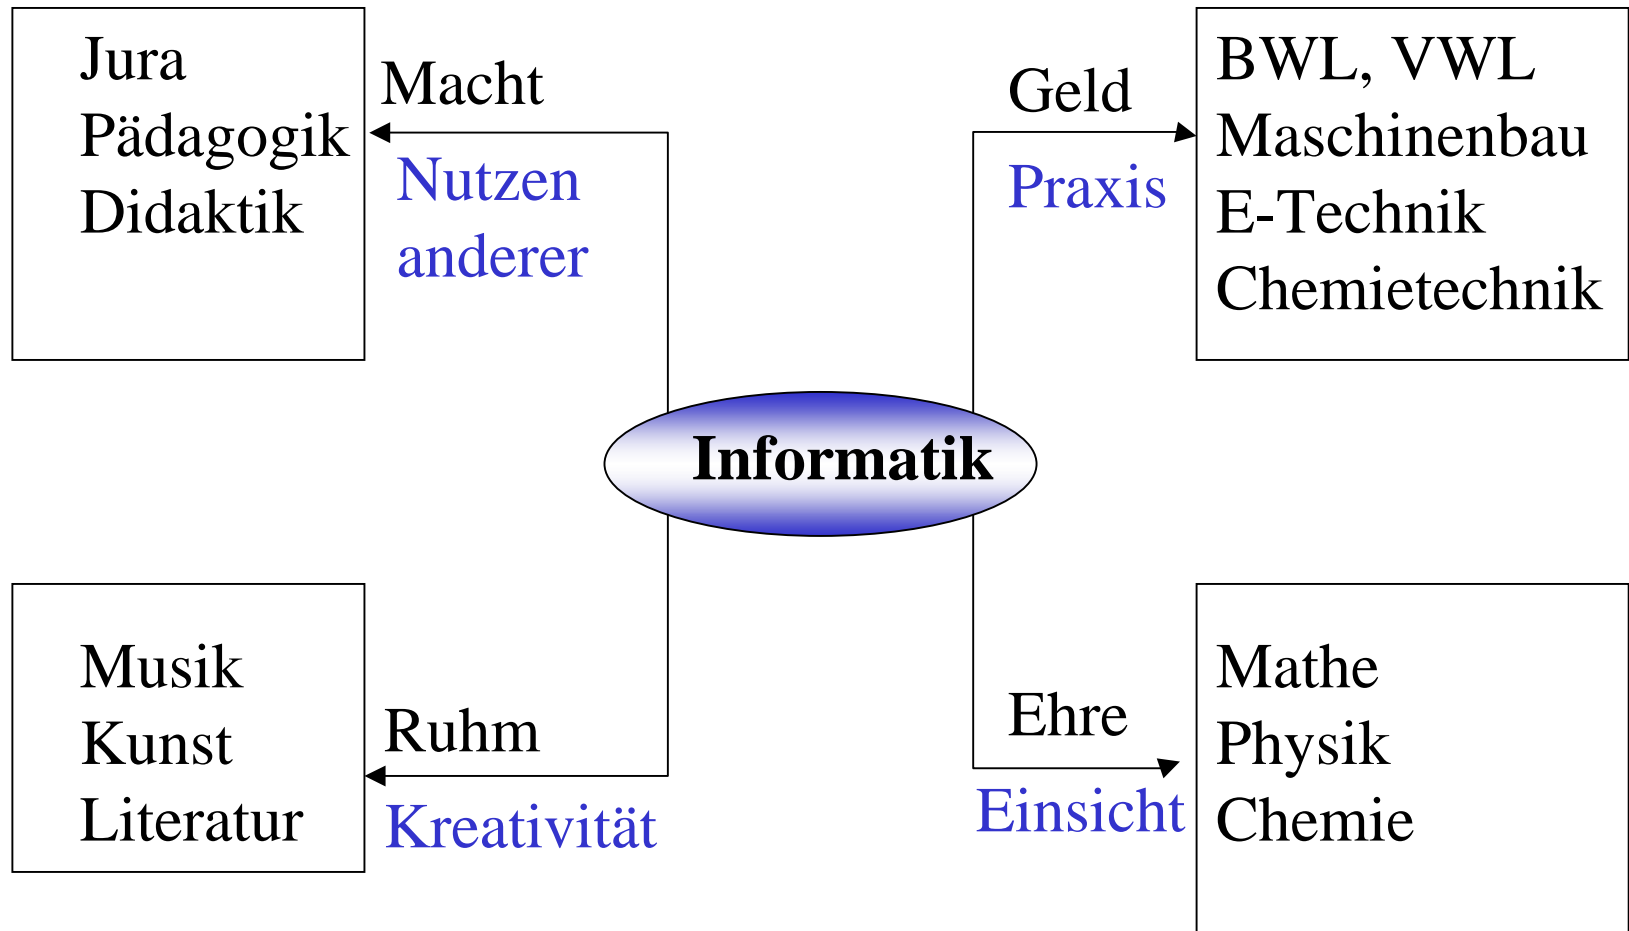 Jura
Pädagogik
Didaktik
Macht
Nutzen
anderer
Geld
Praxis
BWL, VWL
Maschinenbau
E-Technik
Chemietechnik
Informatik
Musik
Kunst
Literatur
Ruhm
Kreativität
Ehre
Einsicht
Mathe
Physik
Chemie